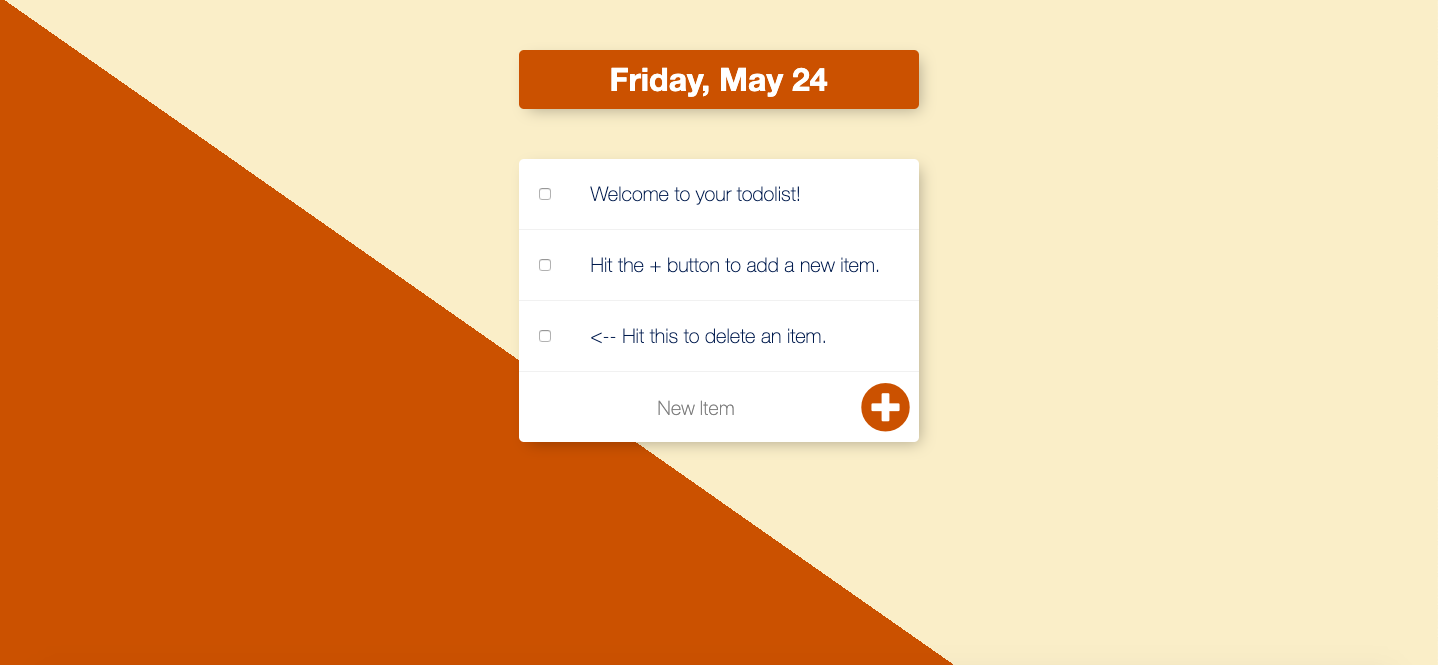 Friday, May 24
Welcome to your todolist!
Hit the + button to add a new item.
<-- Hit this to delete an item.
New Item